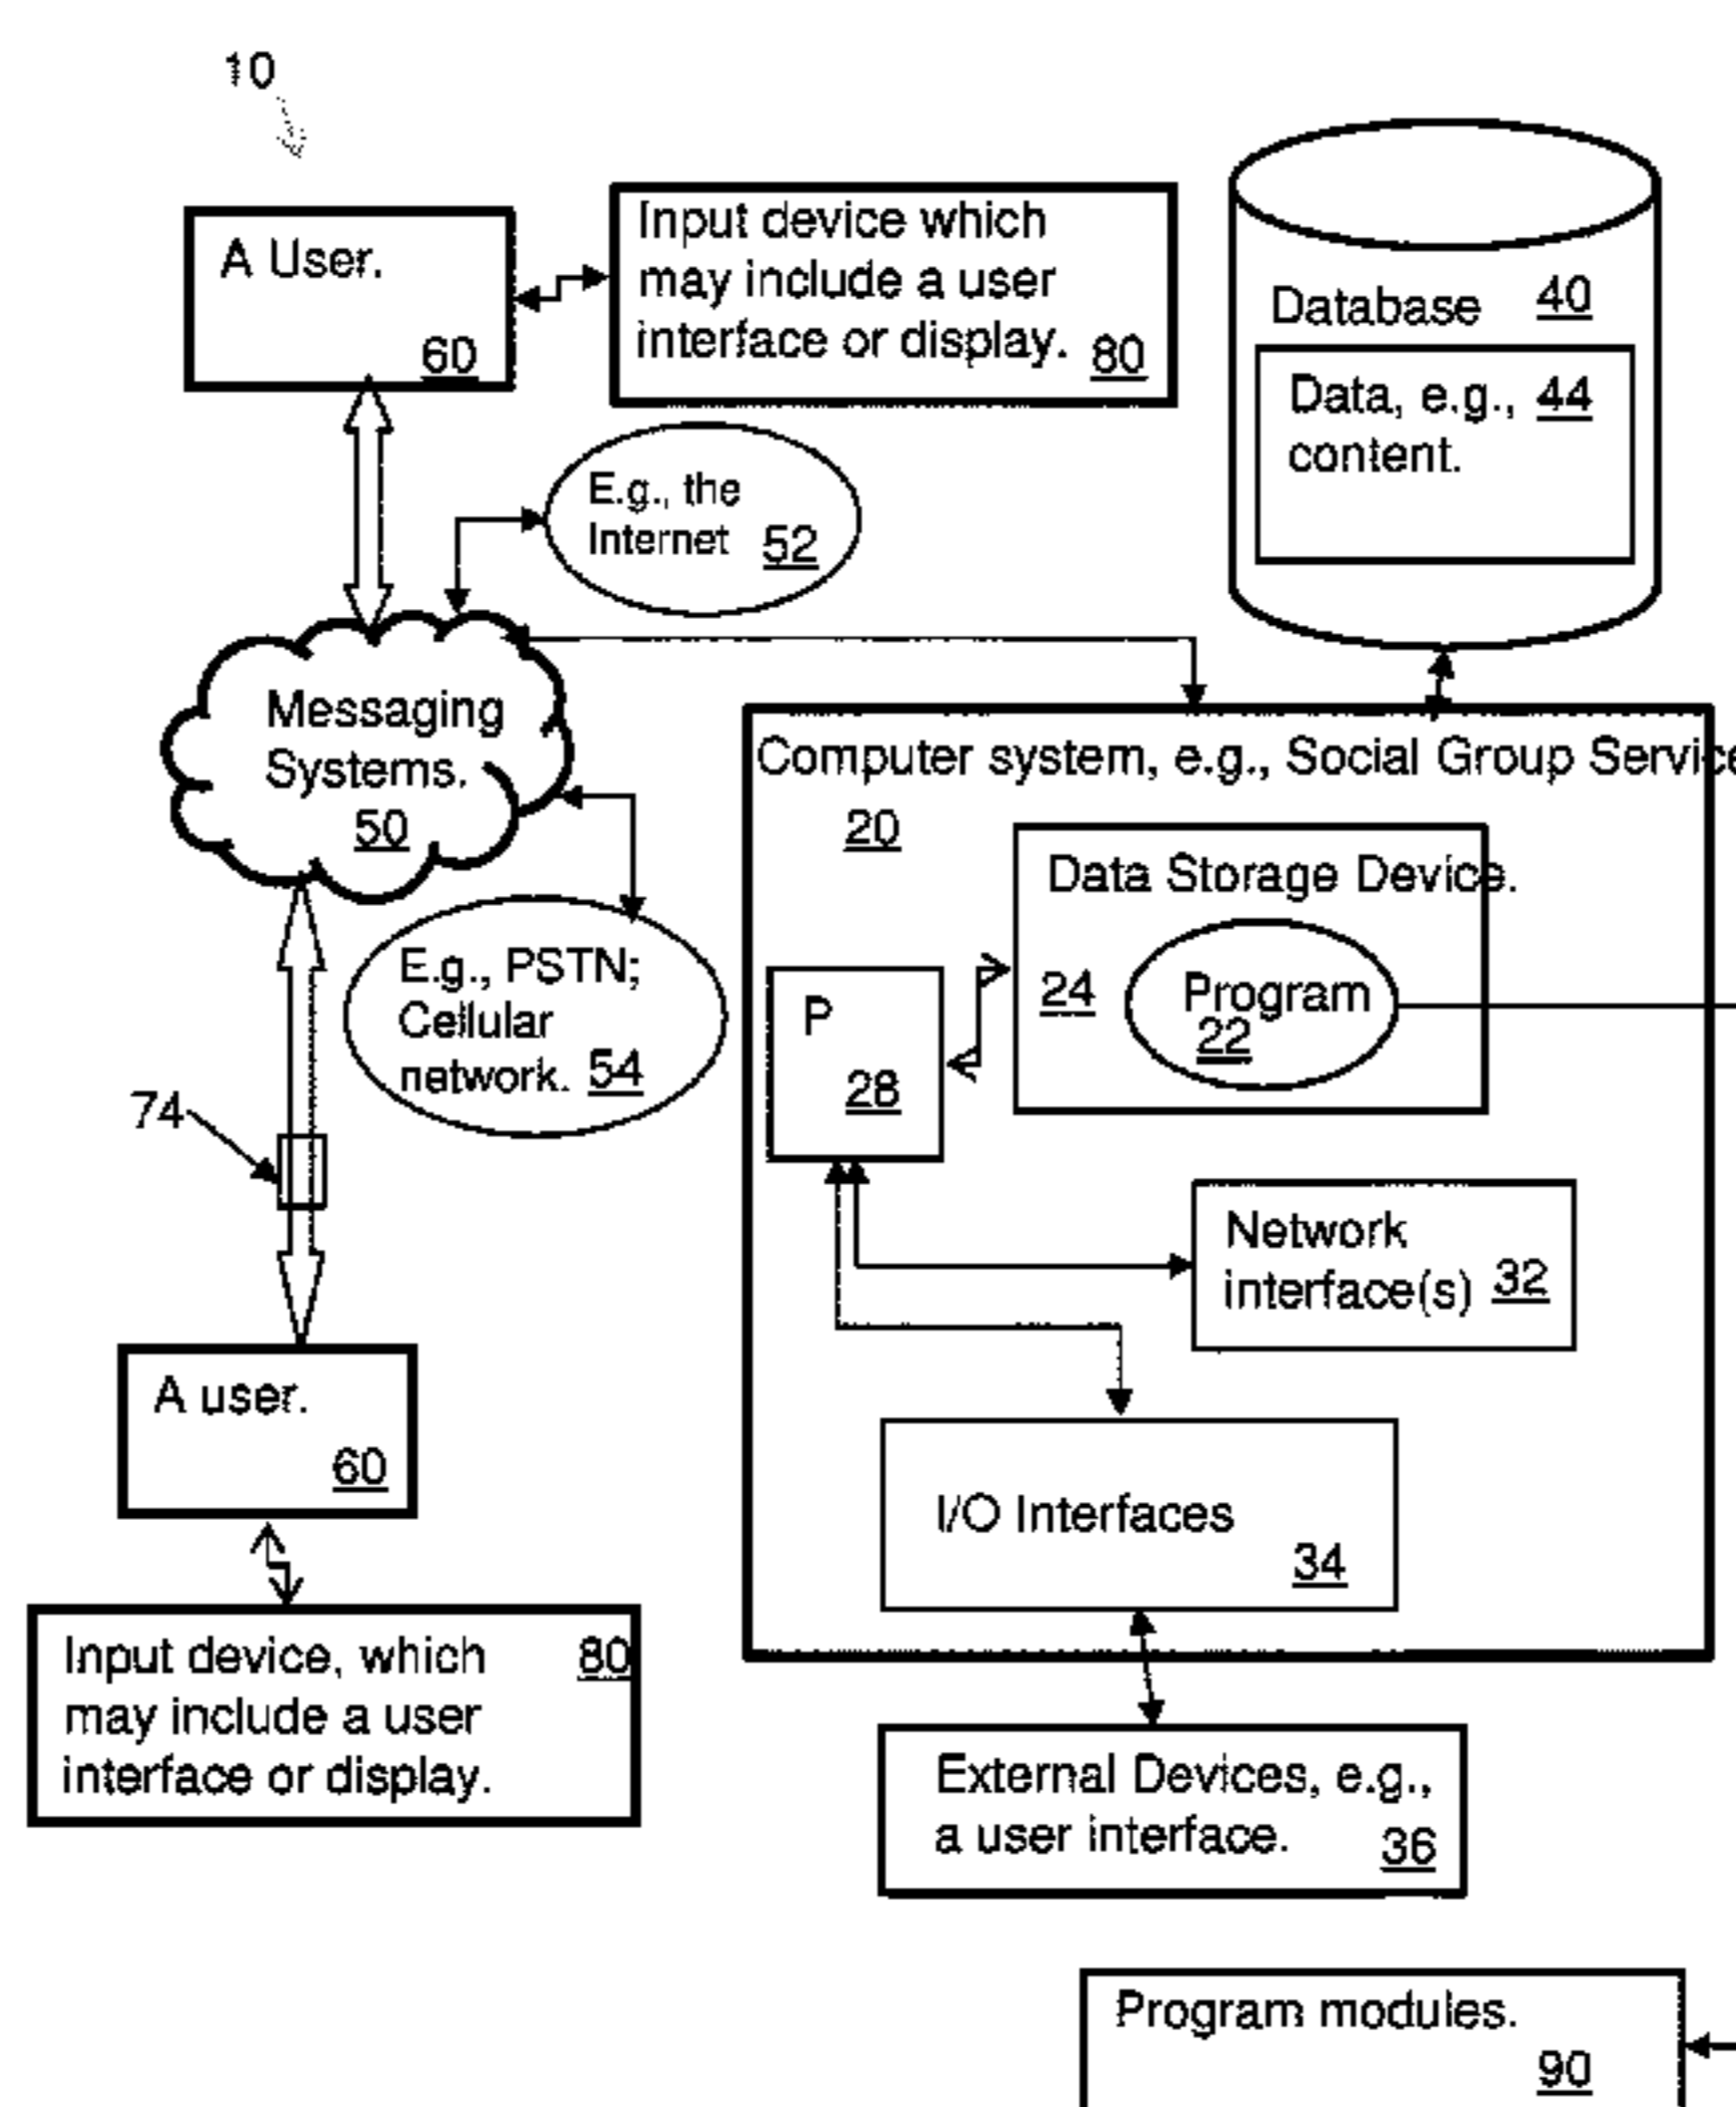 10
A User.
60
Input device which
may include a user
interface or display. 80
Database 40
Data, e.g., 44
content.
E.g., the
Internet 52
Messaging
Systems.
50
E.g., PSTN;
Cellular
network. 54
74
A user.
60
Input device, which 80
may include a user
interface or display.
Computer system, e.g., Social Group Service
20
Data Storage Device.
24
Program
22
P
28
Network
interface(s) 32
I/O Interfaces
34
External Devices, e.g.,
a user interface. 36
Program modules.
90